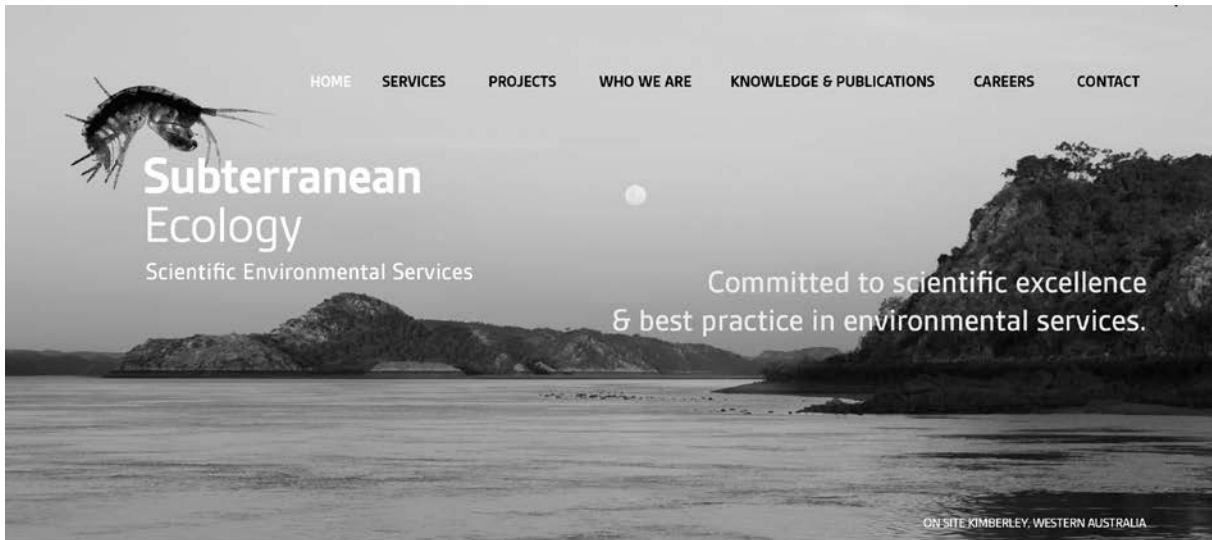 HOME SERVICES PROJECTS WHO WE ARE KNOWLEDGE & PUBLICATIONS CAREERS CONTACT
Subterranean
Ecology
Scientific Environmental Services
Committed to scientific excellence
& best practice in environmental services.
ON SITE KIMBERLEY, WESTERN AUSTRALIA